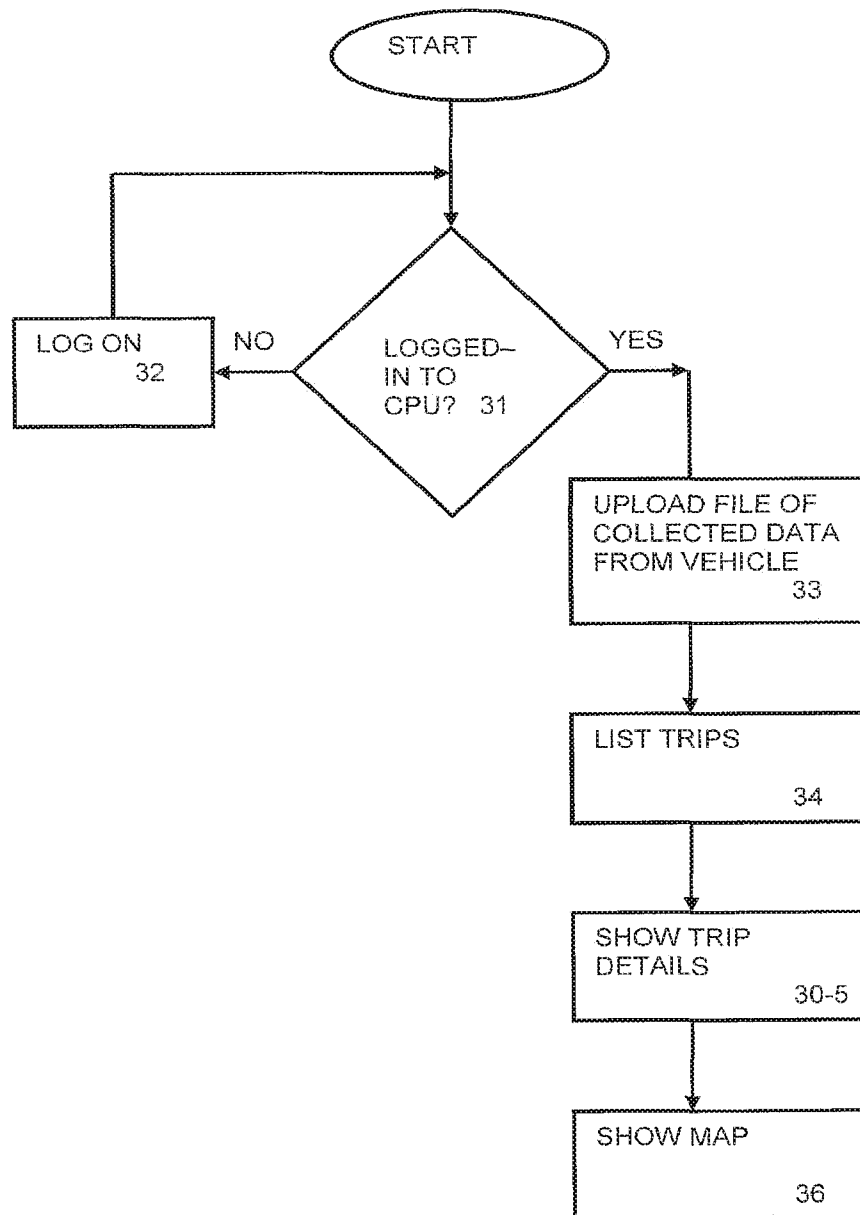 START
LOG ON
32
NO
LOGGED–
IN TO
CPU? 31
YES
UPLOAD FILE OF
COLLECTED DATA
FROM VEHICLE
33
LIST TRIPS
34
SHOW TRIP
DETAILS
30-5
SHOW MAP
36